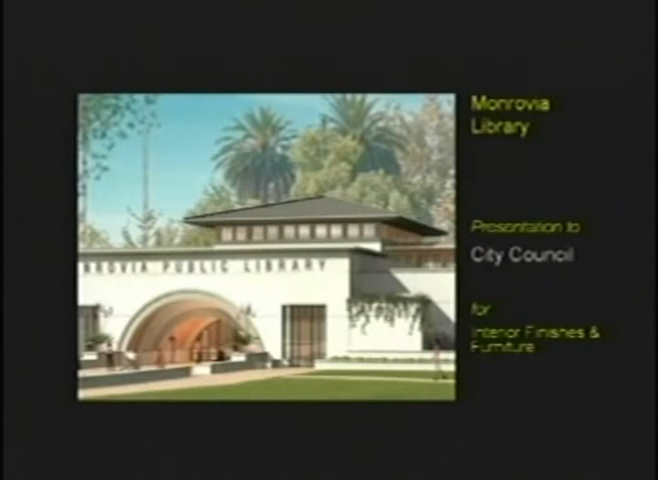 NROVIA PUBLIC LIBRARY
Monrovia
Library
Presentation to
City Council
for
Interior Finishes &
Furniture